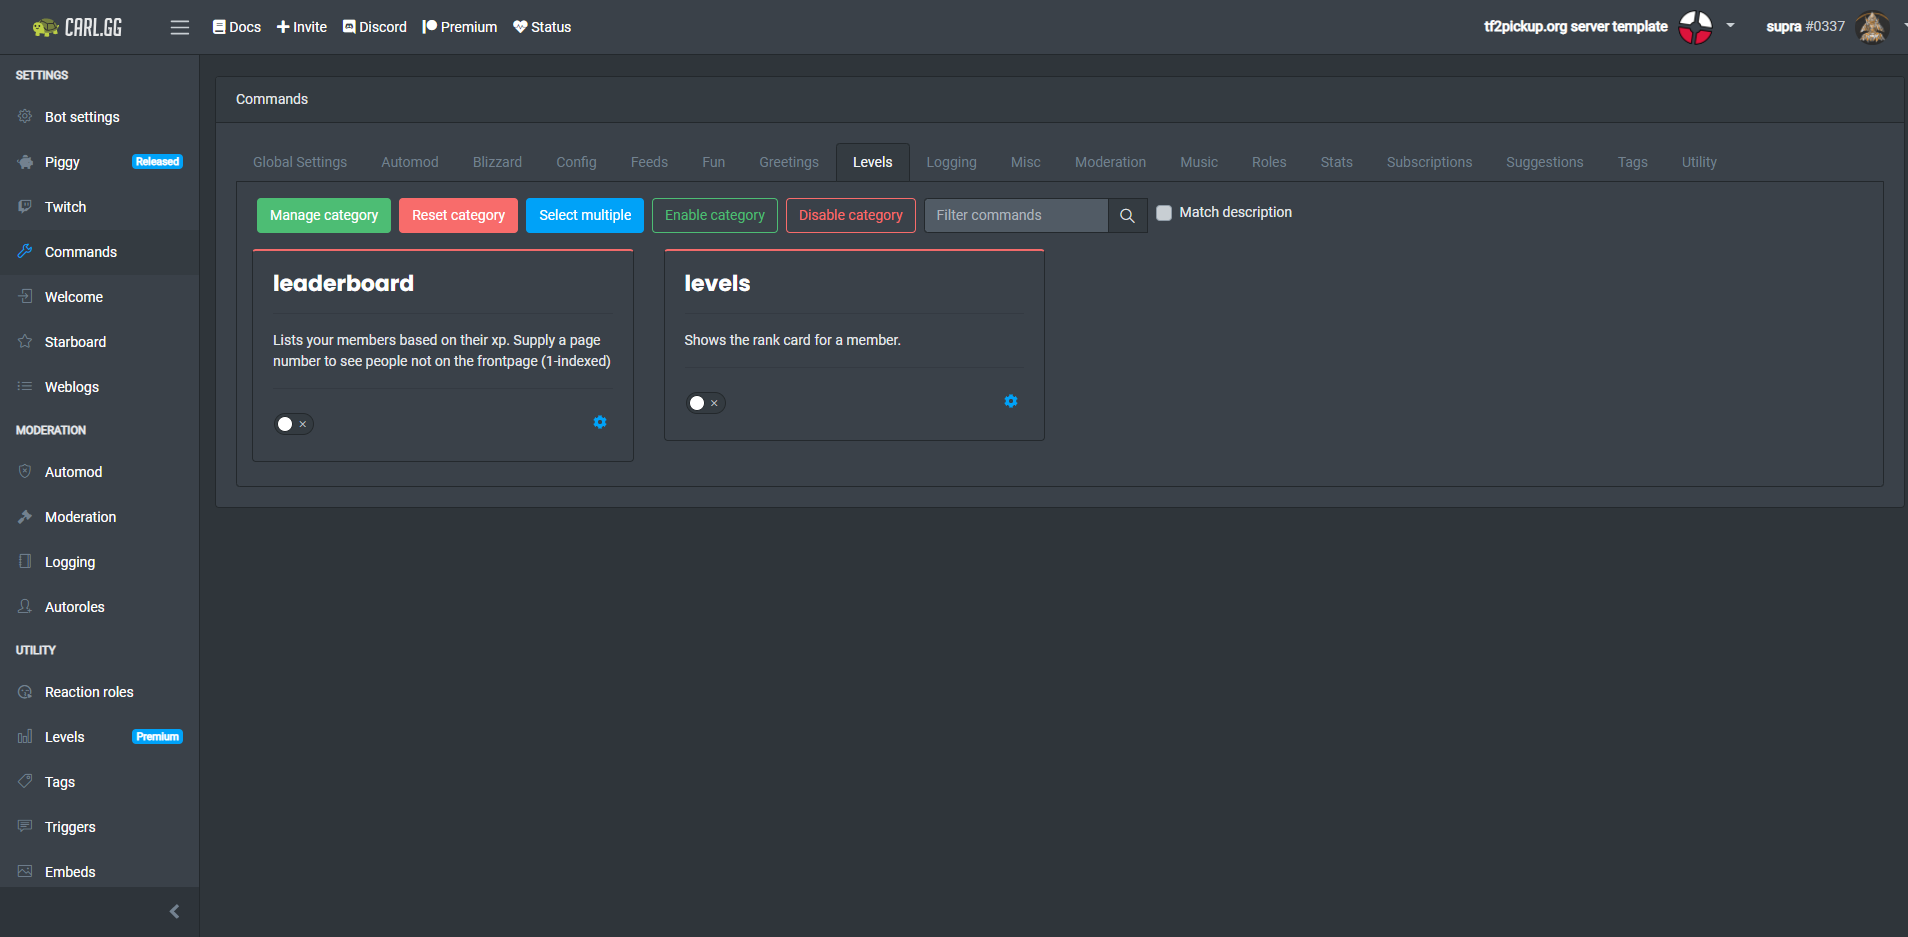 CARL.GG
Docs
Invite
Discord
Premium
Status
tf2pickup.org server template
supra #0337
SETTINGS
Bot settings
Piggy Released
Twitch
Commands
Welcome
Starboard
Weblogs
MODERATION
Automod
Moderation
Logging
Autoroles
UTILITY
Reaction roles
Levels Premium
Tags
Triggers
Embeds
Commands
Global Settings Automod Blizzard Config Feeds Fun Greetings Levels Logging Misc Moderation Music Roles Stats Subscriptions Suggestions Tags Utility
Manage category Reset category Select multiple Enable category Disable category Filter commands Match description
leaderboard
Lists your members based on their xp. Supply a page
number to see people not on the frontpage (1-indexed)
levels
Shows the rank card for a member.